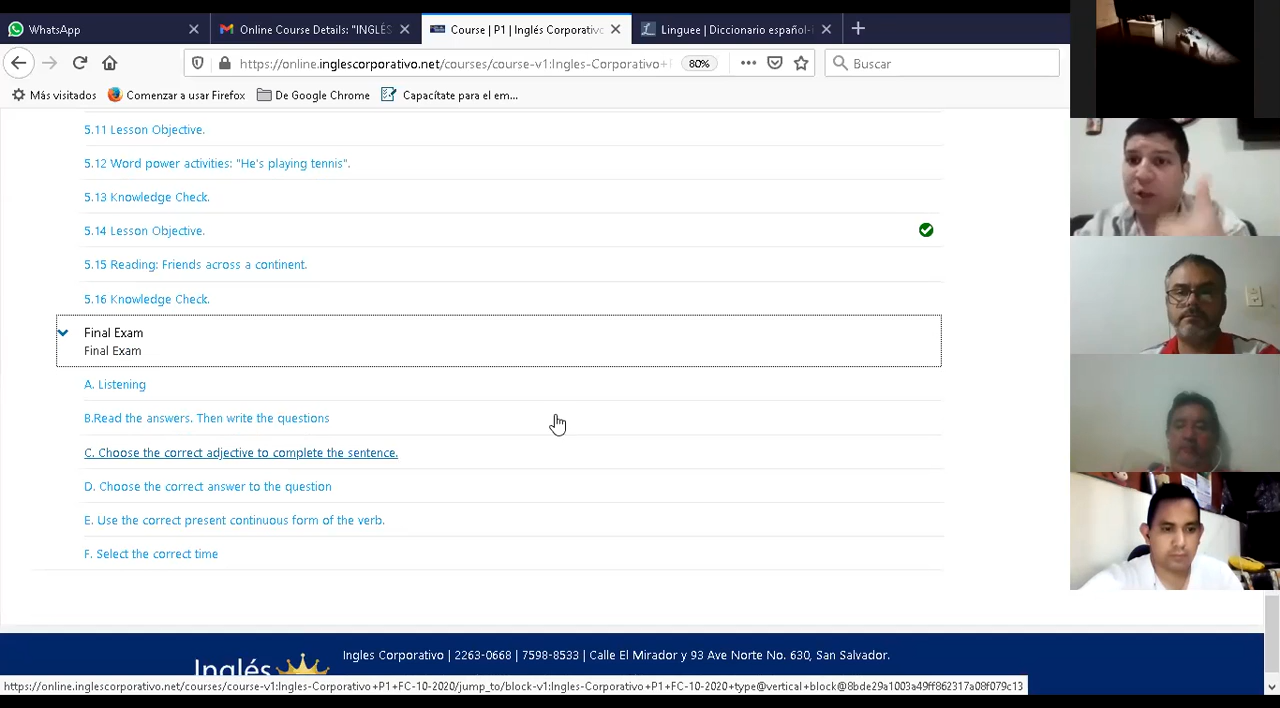 WhatsApp
Online Course Details: "INGLÉS
Course | P1 | Inglés Corporativo
Linguee | Diccionario español-i
https://online.inglescorporativo.net/courses/course-v1:Ingles-Corporativo+
80%
Buscar
Más visitados
Comenzar a usar Firefox
De Google Chrome
Capacítate para el em...
5.11 Lesson Objective.
5.12 Word power activities: "He's playing tennis".
5.13 Knowledge Check.
5.14 Lesson Objective.
5.15 Reading: Friends across a continent.
5.16 Knowledge Check.
Final Exam
Final Exam
A. Listening
B.Read the answers. Then write the questions
C. Choose the correct adjective to complete the sentence.
D. Choose the correct answer to the question
E. Use the correct present continuous form of the verb.
F. Select the correct time
Inglés
Ingles Corporativo | 2263-0668 | 7598-8533 | Calle El Mirador y 93 Ave Norte No. 630, San Salvador.
https://online.inglescorporativo.net/courses/course-v1:Ingles-Corporativo+P1+FC-10-2020/jump_to/block-v1:Ingles-Corporativo+P1+FC-10-2020+type@vertical+block@8bde29a1003a49ff862317a08f079c13